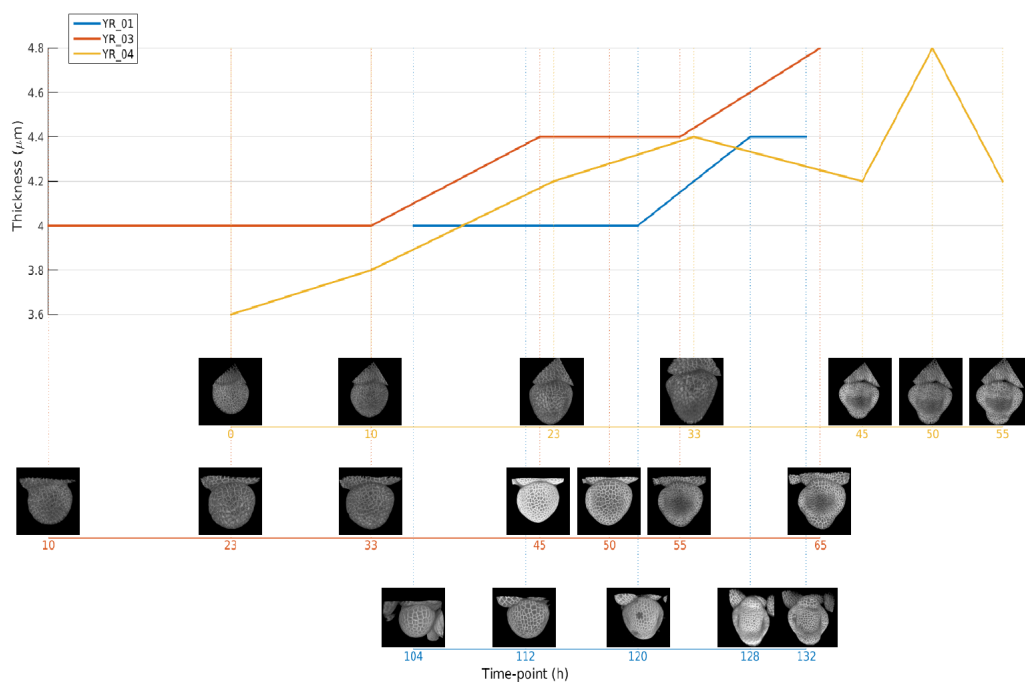 YR_01
YR_03
YR_04
Thickness (μm)
4.8
4.6
4.4
4.2
4
3.8
3.6
0 10 23 33 45 50 55
10 23 33 45 50 55 65
104 112 120 128 132
Time-point (h)